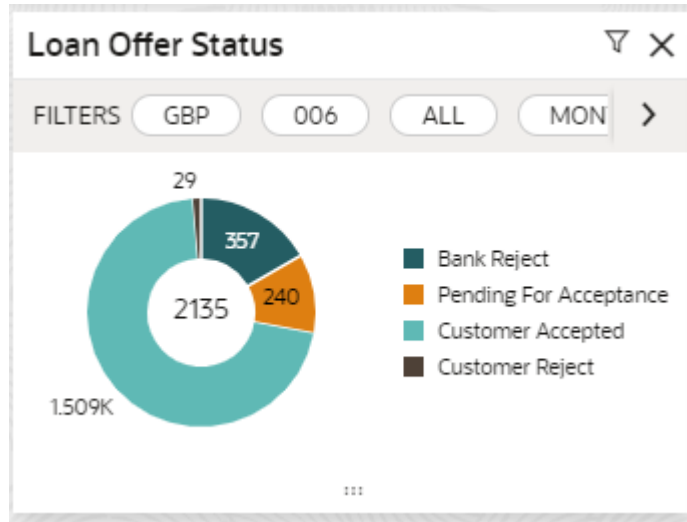 Loan Offer Status
FILTERS GBP 006 ALL MON
29
357
240
2135
1.509K
Bank Reject
Pending For Acceptance
Customer Accepted
Customer Reject